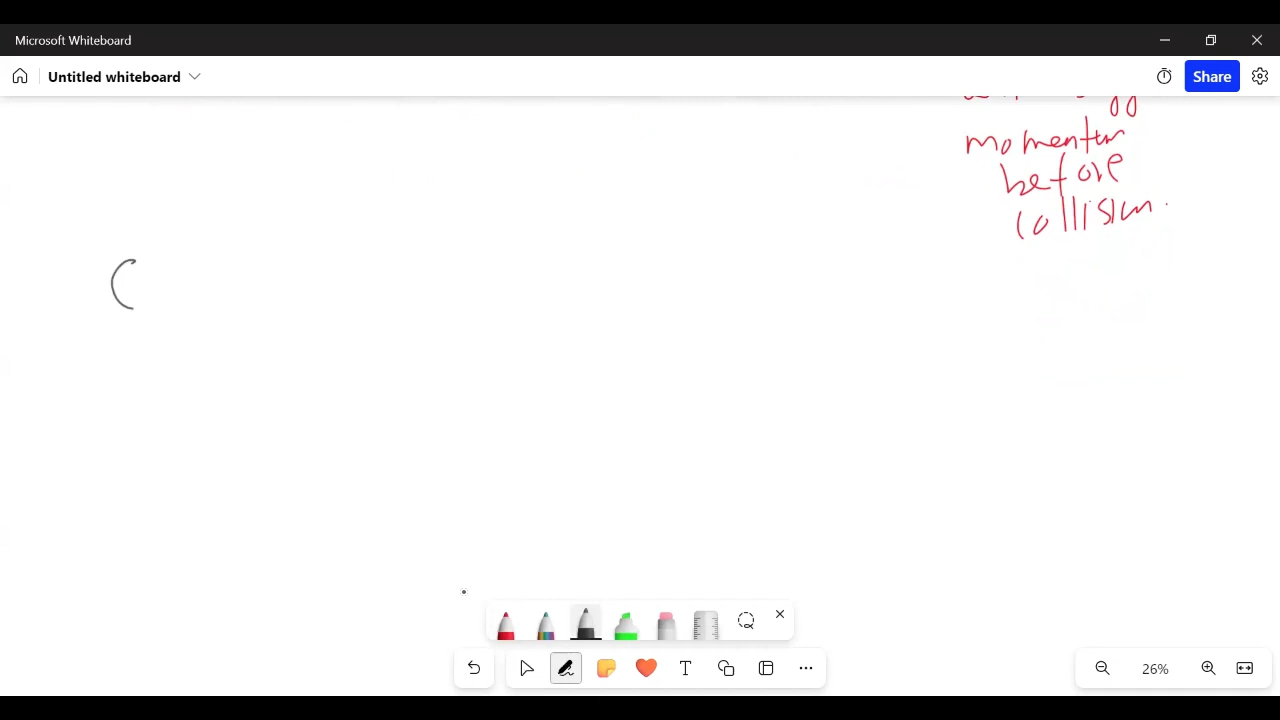 Microsoft Whiteboard
Untitled whiteboard
Share
momentum
before
collision.
(
T
26%